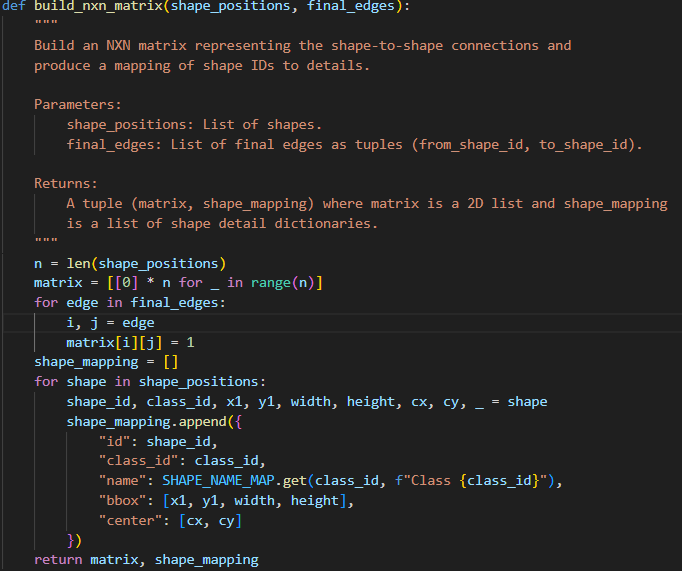 def build_nxn_matrix(shape_positions, final_edges):
    """
    Build an NXN matrix representing the shape-to-shape connections and
    produce a mapping of shape IDs to details.

    Parameters:
        shape_positions: List of shapes.
        final_edges: List of final edges as tuples (from_shape_id, to_shape_id).

    Returns:
        A tuple (matrix, shape_mapping) where matrix is a 2D list and shape_mapping
        is a list of shape detail dictionaries.
    """
    n = len(shape_positions)
    matrix = [[0] * n for _ in range(n)]
    for edge in final_edges:
        i, j = edge
        matrix[i][j] = 1
    shape_mapping = []
    for shape in shape_positions:
        shape_id, class_id, x1, y1, width, height, cx, cy, _ = shape
        shape_mapping.append({
            "id": shape_id,
            "class_id": class_id,
            "name": SHAPE_NAME_MAP.get(class_id, f"Class {class_id}"),
            "bbox": [x1, y1, width, height],
            "center": [cx, cy]
        })
    return matrix, shape_mapping